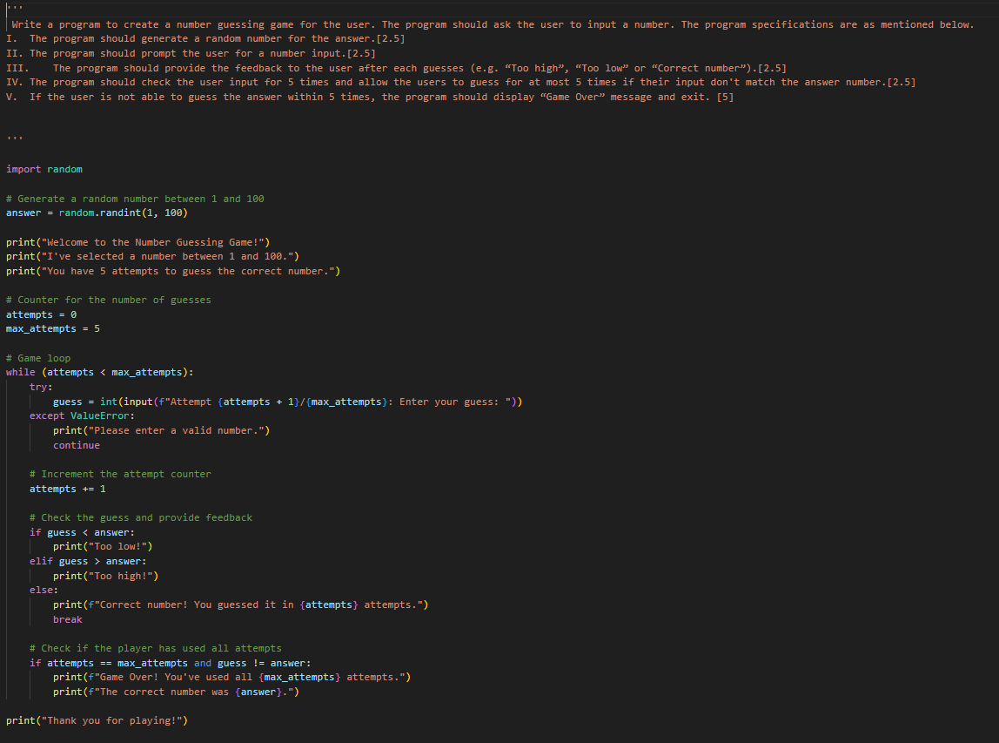 '''
Write a program to create a number guessing game for the user. The program should ask the user to input a number. The program specifications are as mentioned below.
I.  The program should generate a random number for the answer.[2.5]
II. The program should prompt the user for a number input.[2.5]
III.    The program should provide the feedback to the user after each guesses (e.g. “Too high”, “Too low” or “Correct number”).[2.5]
IV. The program should check the user input for 5 times and allow the users to guess for at most 5 times if their input don't match the answer number.[2.5]
V.  If the user is not able to guess the answer within 5 times, the program should display “Game Over” message and exit. [5]
'''
import random
# Generate a random number between 1 and 100
answer = random.randint(1, 100)
print("Welcome to the Number Guessing Game!")
print("I've selected a number between 1 and 100.")
print("You have 5 attempts to guess the correct number.")
# Counter for the number of guesses
attempts = 0
max_attempts = 5
# Game loop
while (attempts < max_attempts):
    try:
        guess = int(input(f"Attempt {attempts + 1}/{max_attempts}: Enter your guess: "))
    except ValueError:
        print("Please enter a valid number.")
        continue
    # Increment the attempt counter
    attempts += 1
    # Check the guess and provide feedback
    if guess < answer:
        print("Too low!")
    elif guess > answer:
        print("Too high!")
    else:
        print(f"Correct number! You guessed it in {attempts} attempts.")
        break
    # Check if the player has used all attempts
    if attempts == max_attempts and guess != answer:
        print(f"Game Over! You've used all {max_attempts} attempts.")
        print(f"The correct number was {answer}.")
print("Thank you for playing!")